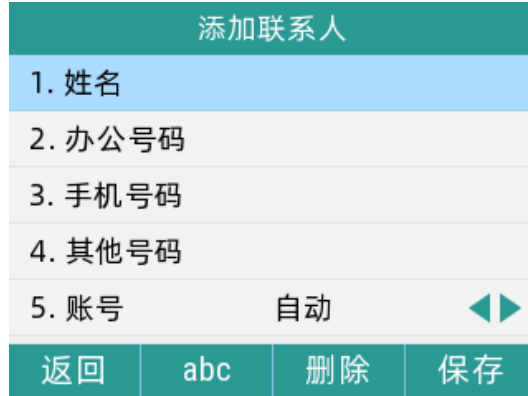 添加联系人
1. 姓名
2. 办公号码
3. 手机号码
4. 其他号码
5. 账号 自动
返回 abc 删除 保存